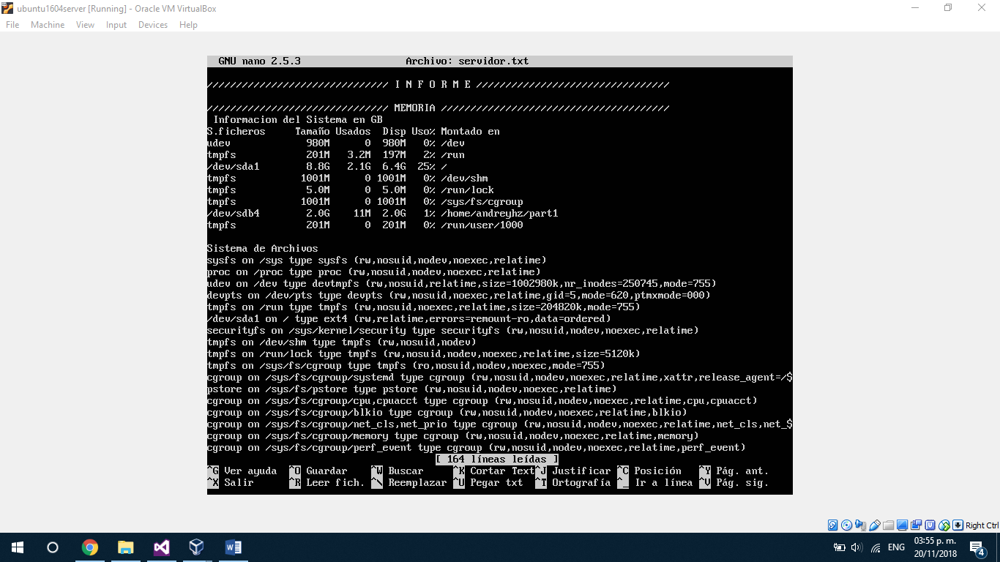 ubuntu1604server [Running] - Oracle VM VirtualBox
File Machine View Input Devices Help
GNU nano 2.5.3 Archivo: servidor.txt
/////////////////////////////// I N F O R M E /////////////////////////////////
/////////////////////////////// MEMORIA ///////////////////////////////////////
Informacion del Sistema en GB
S.ficheros Tamaño Usados Disp Uso% Montado en
udev 980M 0 980M 0% /dev
tmpfs 201M 3.2M 197M 2% /run
/dev/sda1 8.8G 2.1G 6.4G 25% /
tmpfs 1001M 0 1001M 0% /dev/shm
tmpfs 5.0M 0 5.0M 0% /run/lock
tmpfs 1001M 0 1001M 0% /sys/fs/cgroup
/dev/sdb4 2.0G 11M 2.0G 1% /home/andreyhz/part1
tmpfs 201M 0 201M 0% /run/user/1000
Sistema de Archivos
sysfs on /sys type sysfs (rw,nosuid,nodev,noexec,relatime)
proc on /proc type proc (rw,nosuid,nodev,noexec,relatime)
udev on /dev type devtmpfs (rw,nosuid,relatime,size=1002980k,nr_inodes=250745,mode=755)
devpts on /dev/pts type devpts (rw,nosuid,noexec,relatime,gid=5,mode=620,ptmxmode=000)
tmpfs on /run type tmpfs (rw,nosuid,noexec,relatime,size=204820k,mode=755)
/dev/sda1 on / type ext4 (rw,relatime,errors=remount-ro,data=ordered)
securityfs on /sys/kernel/security type securityfs (rw,nosuid,nodev,noexec,relatime)
tmpfs on /dev/shm type tmpfs (rw,nosuid,nodev)
tmpfs on /run/lock type tmpfs (rw,nosuid,nodev,noexec,relatime,size=5120k)
tmpfs on /sys/fs/cgroup type tmpfs (ro,nosuid,nodev,noexec,mode=755)
cgroup on /sys/fs/cgroup/systemd type cgroup (rw,nosuid,nodev,noexec,relatime,xattr,release_agent=/$
pstore on /sys/fs/pstore type pstore (rw,nosuid,nodev,noexec,relatime)
cgroup on /sys/fs/cgroup/cpu,cpuacct type cgroup (rw,nosuid,nodev,noexec,relatime,cpu,cpuacct)
cgroup on /sys/fs/cgroup/blkio type cgroup (rw,nosuid,nodev,noexec,relatime,blkio)
cgroup on /sys/fs/cgroup/net_cls,net_prio type cgroup (rw,nosuid,nodev,noexec,relatime,net_cls,net_$
cgroup on /sys/fs/cgroup/memory type cgroup (rw,nosuid,nodev,noexec,relatime,memory)
cgroup on /sys/fs/cgroup/perf_event type cgroup (rw,nosuid,nodev,noexec,relatime,perf_event)
[ 164 líneas leídas ]
^G Ver ayuda ^O Guardar ^W Buscar ^K Cortar Text ^J Justificar ^C Posición ^Y Pág. ant.
^X Salir ^R Leer fich. ^\ Reemplazar ^U Pegar txt ^T Ortografía ^_ Ir a línea ^V Pág. sig.
Right Ctrl
ENG 03:55 p. m.
20/11/2018
4